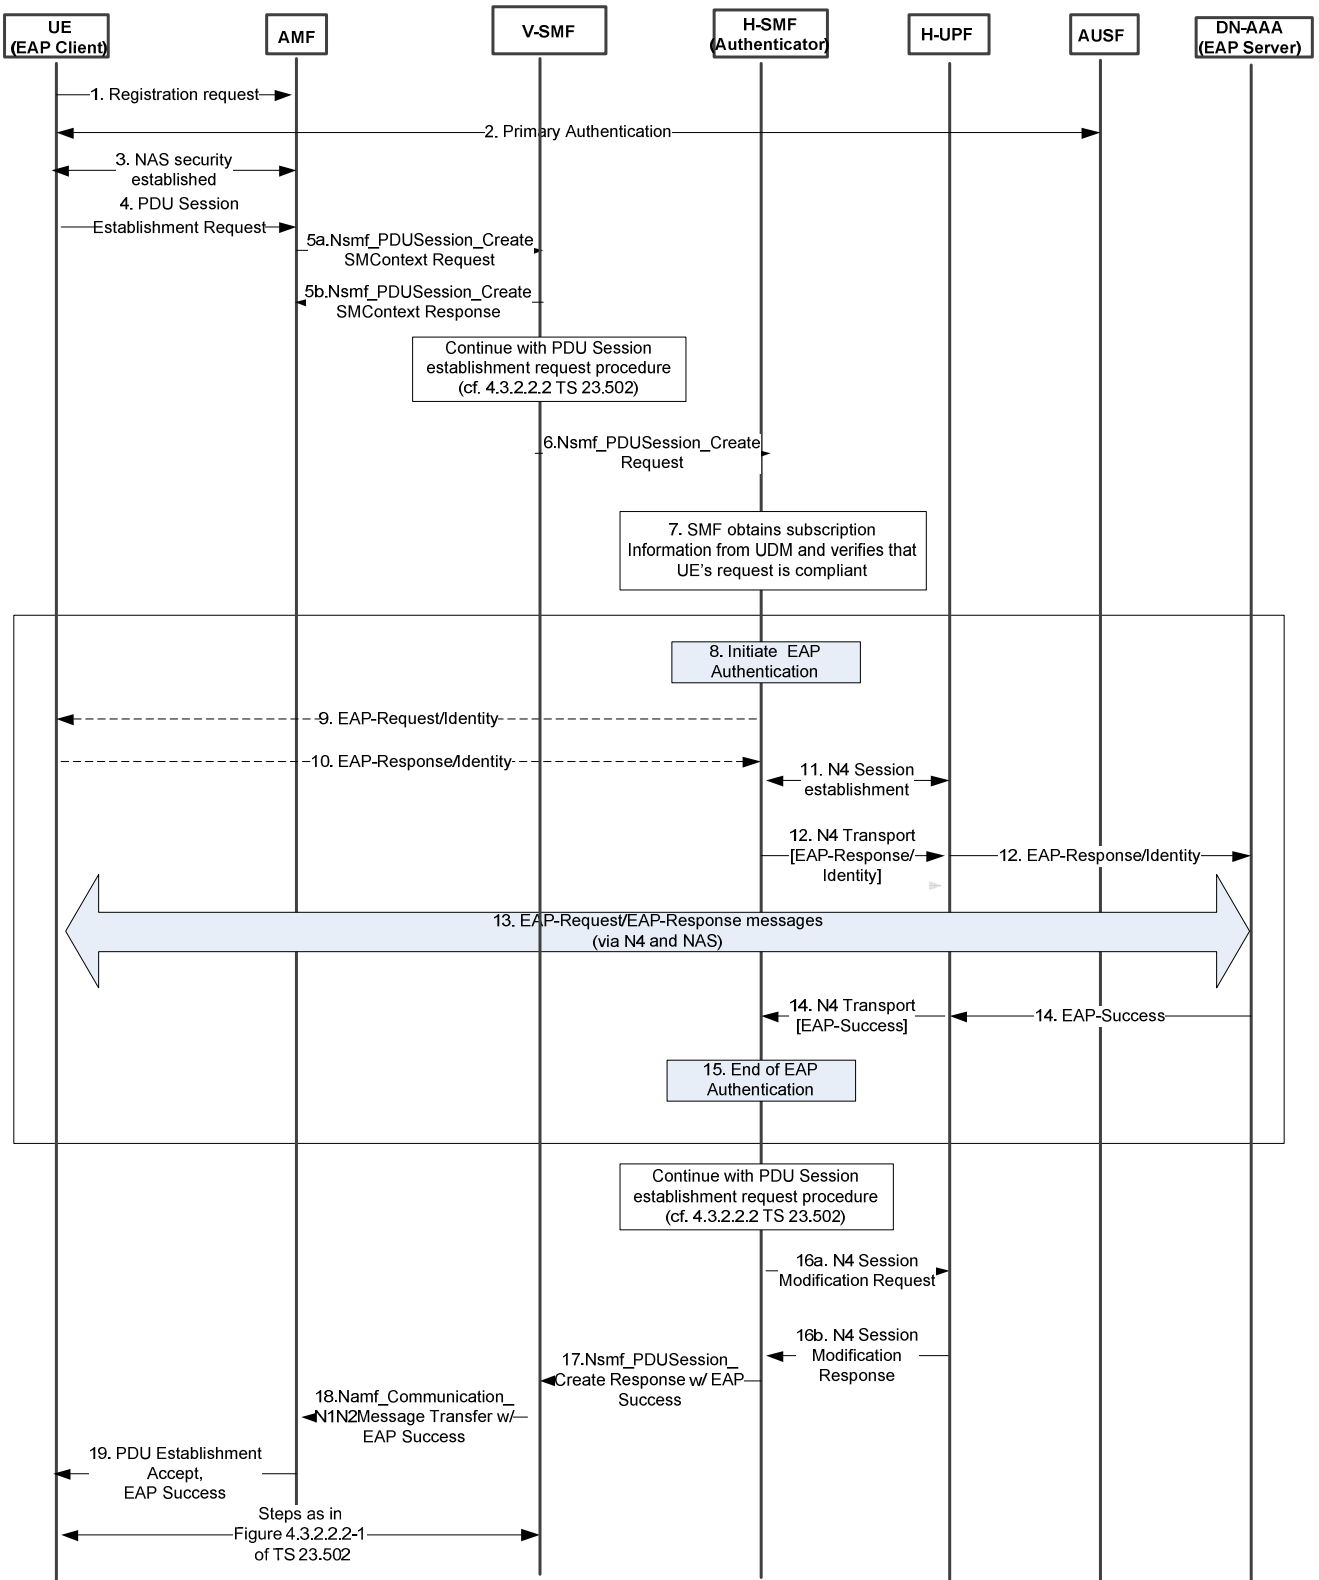 UE
(EAP Client)
AMF
V-SMF
H-SMF
(Authenticator)
H-UPF
AUSF
DN-AAA
(EAP Server)
1. Registration request
2. Primary Authentication
3. NAS security
established
4. PDU Session
Establishment Request
5a.Nsmf_PDUSession_Create
SMContext Request
5b.Nsmf_PDUSession_Create
SMContext Response
Continue with PDU Session
establishment request procedure
(cf. 4.3.2.2.2 TS 23.502)
6.Nsmf_PDUSession_Create
Request
7. SMF obtains subscription
Information from UDM and verifies that
UE's request is compliant
8. Initiate EAP
Authentication
9. EAP-Request/Identity
10. EAP-Response/Identity
11. N4 Session
establishment
12. N4 Transport
[EAP-Response/
Identity]
12. EAP-Response/Identity
13. EAP-Request/EAP-Response messages
(via N4 and NAS)
14. N4 Transport
[EAP-Success]
14. EAP-Success
15. End of EAP
Authentication
Continue with PDU Session
establishment request procedure
(cf. 4.3.2.2.2 TS 23.502)
16a. N4 Session
Modification Request
16b. N4 Session
Modification
Response
17.Nsmf_PDUSession_
Create Response w/ EAP
Success
18.Namf_Communication_
N1N2Message Transfer w/
EAP Success
19. PDU Establishment
Accept,
EAP Success
Steps as in
Figure 4.3.2.2.2-1
of TS 23.502